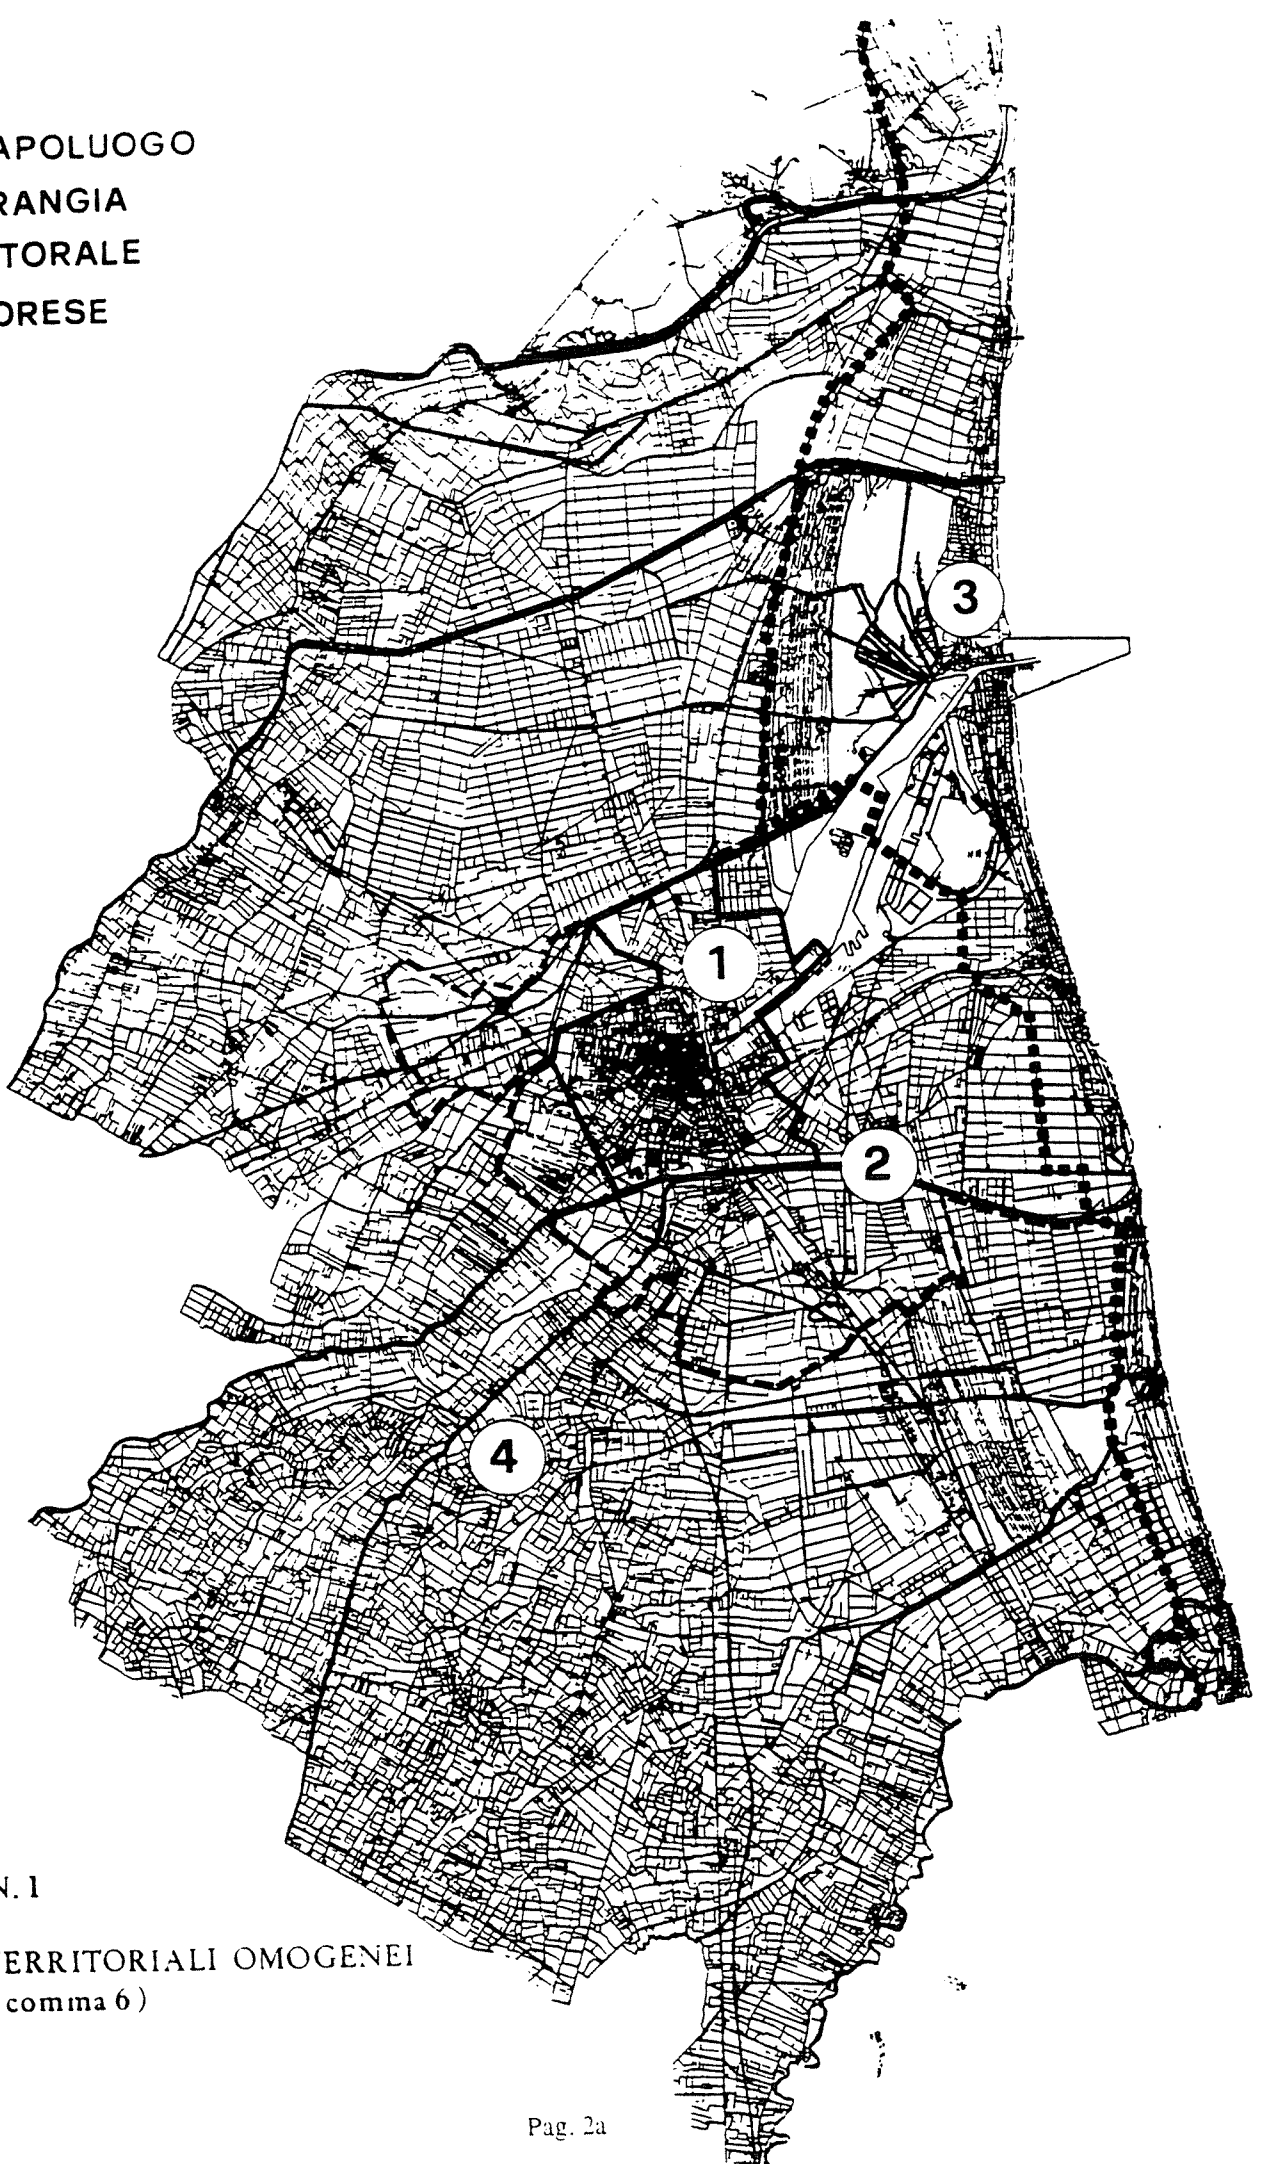 APOLUOGO
RANGIA
TORALE
ORESE
3
1
2
4
N. 1
ERRITORIALI OMOGENEI
comma 6)
Pag. 2a